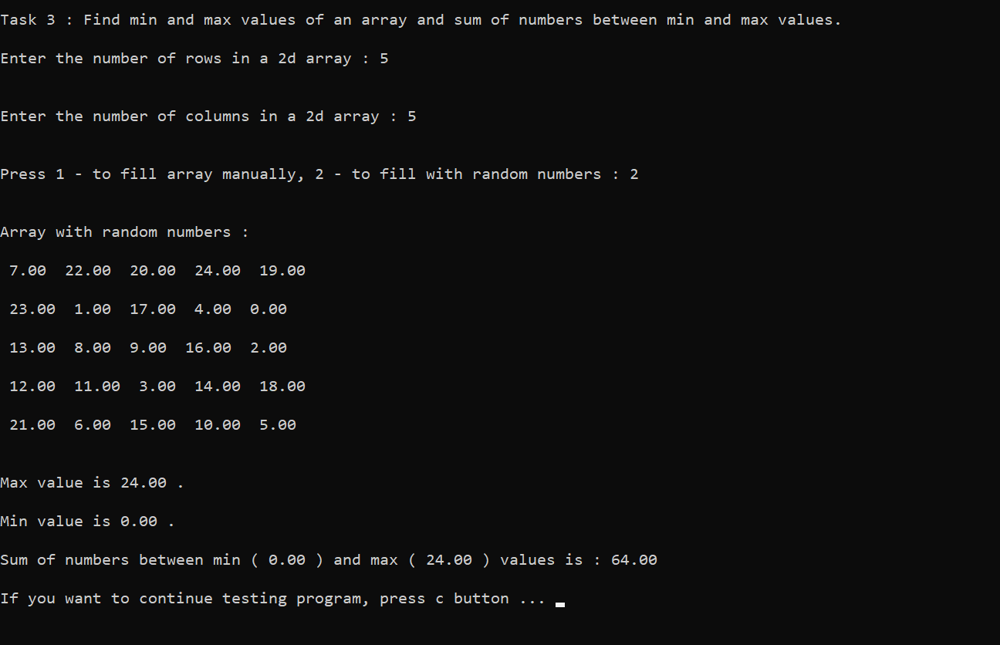 Task 3 : Find min and max values of an array and sum of numbers between min and max values.
Enter the number of rows in a 2d array : 5
Enter the number of columns in a 2d array : 5
Press 1 - to fill array manually, 2 - to fill with random numbers : 2
Array with random numbers :
7.00 22.00 20.00 24.00 19.00
23.00 1.00 17.00 4.00 0.00
13.00 8.00 9.00 16.00 2.00
12.00 11.00 3.00 14.00 18.00
21.00 6.00 15.00 10.00 5.00
Max value is 24.00 .
Min value is 0.00 .
Sum of numbers between min ( 0.00 ) and max ( 24.00 ) values is : 64.00
If you want to continue testing program, press c button ...